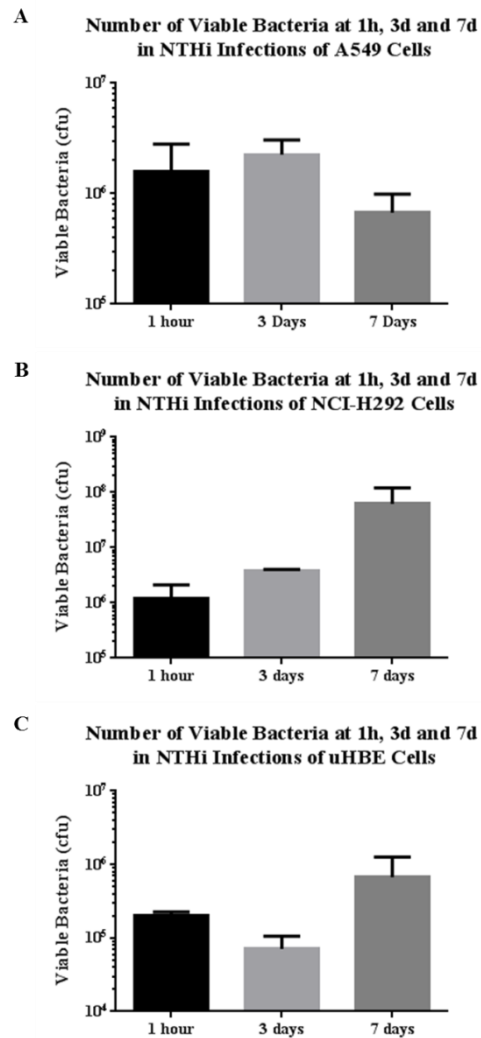 A
Number of Viable Bacteria at 1h, 3d and 7d
in NTHi Infections of A549 Cells
Viable Bacteria (cfu)
10⁷
10⁶
10⁵
1 hour
3 Days
7 Days
B
Number of Viable Bacteria at 1h, 3d and 7d
in NTHi Infections of NCI-H292 Cells
Viable Bacteria (cfu)
10⁹
10⁸
10⁷
10⁶
10⁵
1 hour
3 days
7 days
C
Number of Viable Bacteria at 1h, 3d and 7d
in NTHi Infections of uHBE Cells
Viable Bacteria (cfu)
10⁷
10⁶
10⁵
10⁴
1 hour
3 days
7 days